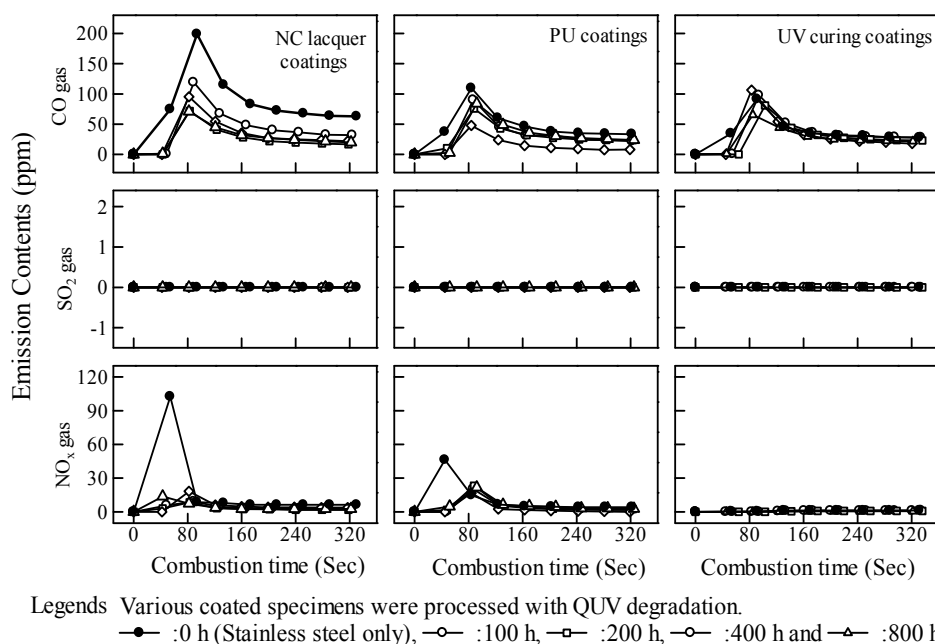 NC lacquer
coatings
PU coatings
UV curing coatings
200
150
100
50
0
CO gas
2
1
0
-1
SO2 gas
Emission Contents (ppm)
120
90
60
30
0
NOx gas
0 80 160 240 320
0 80 160 240 320
0 80 160 240 320
Combustion time (Sec)
Combustion time (Sec)
Combustion time (Sec)
Legends Various coated specimens were processed with QUV degradation.
:0 h (Stainless steel only), :100 h, :200 h, :400 h and :800 h